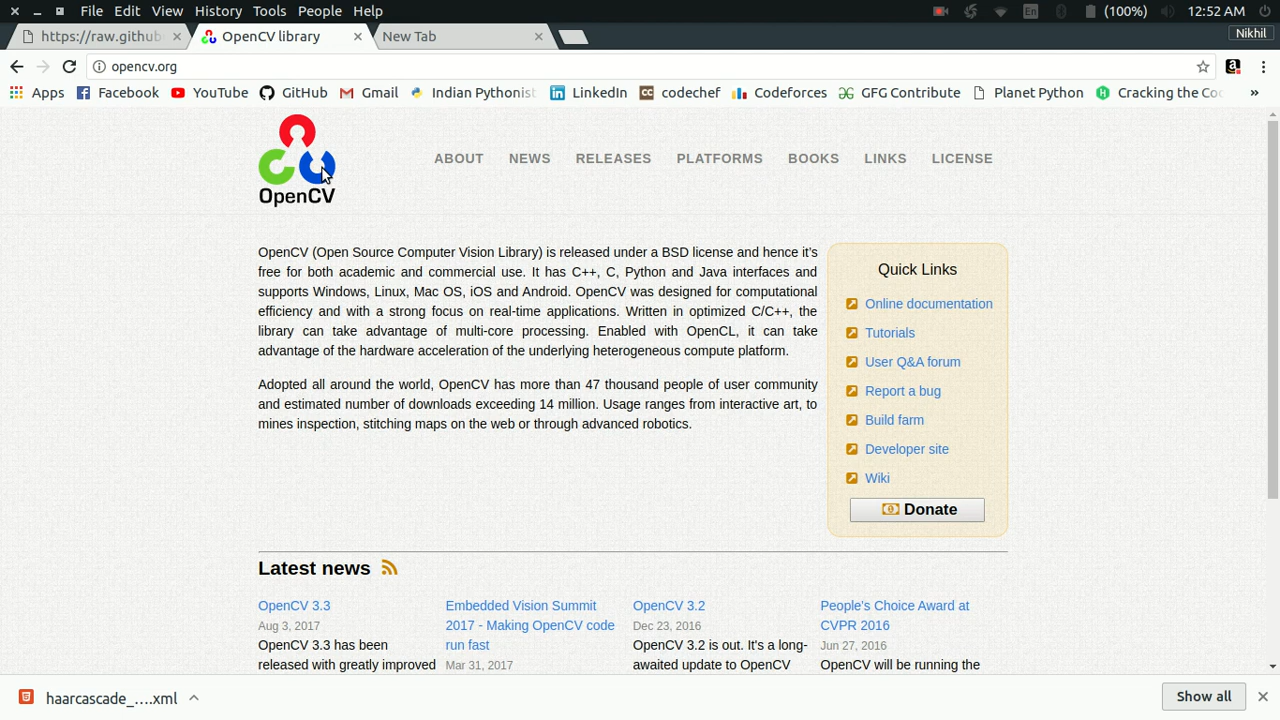 File Edit View History Tools People Help
En (100%) 12:52 AM
https://raw.github OpenCV library New Tab
Nikhil
opencv.org
Apps Facebook YouTube GitHub Gmail Indian Pythonist LinkedIn codechef Codeforces GFG Contribute Planet Python Cracking the Co »
OpenCV
ABOUT NEWS RELEASES PLATFORMS BOOKS LINKS LICENSE
OpenCV (Open Source Computer Vision Library) is released under a BSD license and hence it's
free for both academic and commercial use. It has C++, C, Python and Java interfaces and
supports Windows, Linux, Mac OS, iOS and Android. OpenCV was designed for computational
efficiency and with a strong focus on real-time applications. Written in optimized C/C++, the
library can take advantage of multi-core processing. Enabled with OpenCL, it can take
advantage of the hardware acceleration of the underlying heterogeneous compute platform.
Adopted all around the world, OpenCV has more than 47 thousand people of user community
and estimated number of downloads exceeding 14 million. Usage ranges from interactive art, to
mines inspection, stitching maps on the web or through advanced robotics.
Quick Links
Online documentation
Tutorials
User Q&A forum
Report a bug
Build farm
Developer site
Wiki
Donate
Latest news
OpenCV 3.3
Aug 3, 2017
OpenCV 3.3 has been
released with greatly improved
Embedded Vision Summit
2017 - Making OpenCV code
run fast
Mar 31, 2017
OpenCV 3.2
Dec 23, 2016
OpenCV 3.2 is out. It's a long-
awaited update to OpenCV
People's Choice Award at
CVPR 2016
Jun 27, 2016
OpenCV will be running the
haarcascade_....xml
Show all